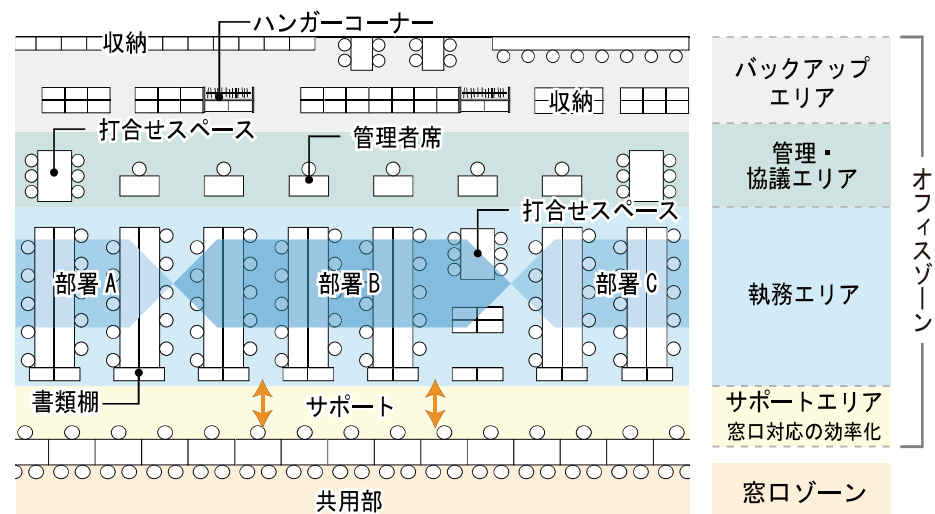 ハンガーコーナー
収納
収納
打合せスペース
管理者席
打合せスペース
部署A
部署B
部署C
書類棚
サポート
共用部
バックアップ
エリア
管理・
協議エリア
執務エリア
サポートエリア
窓口対応の効率化
窓口ゾーン
オフィスゾーン